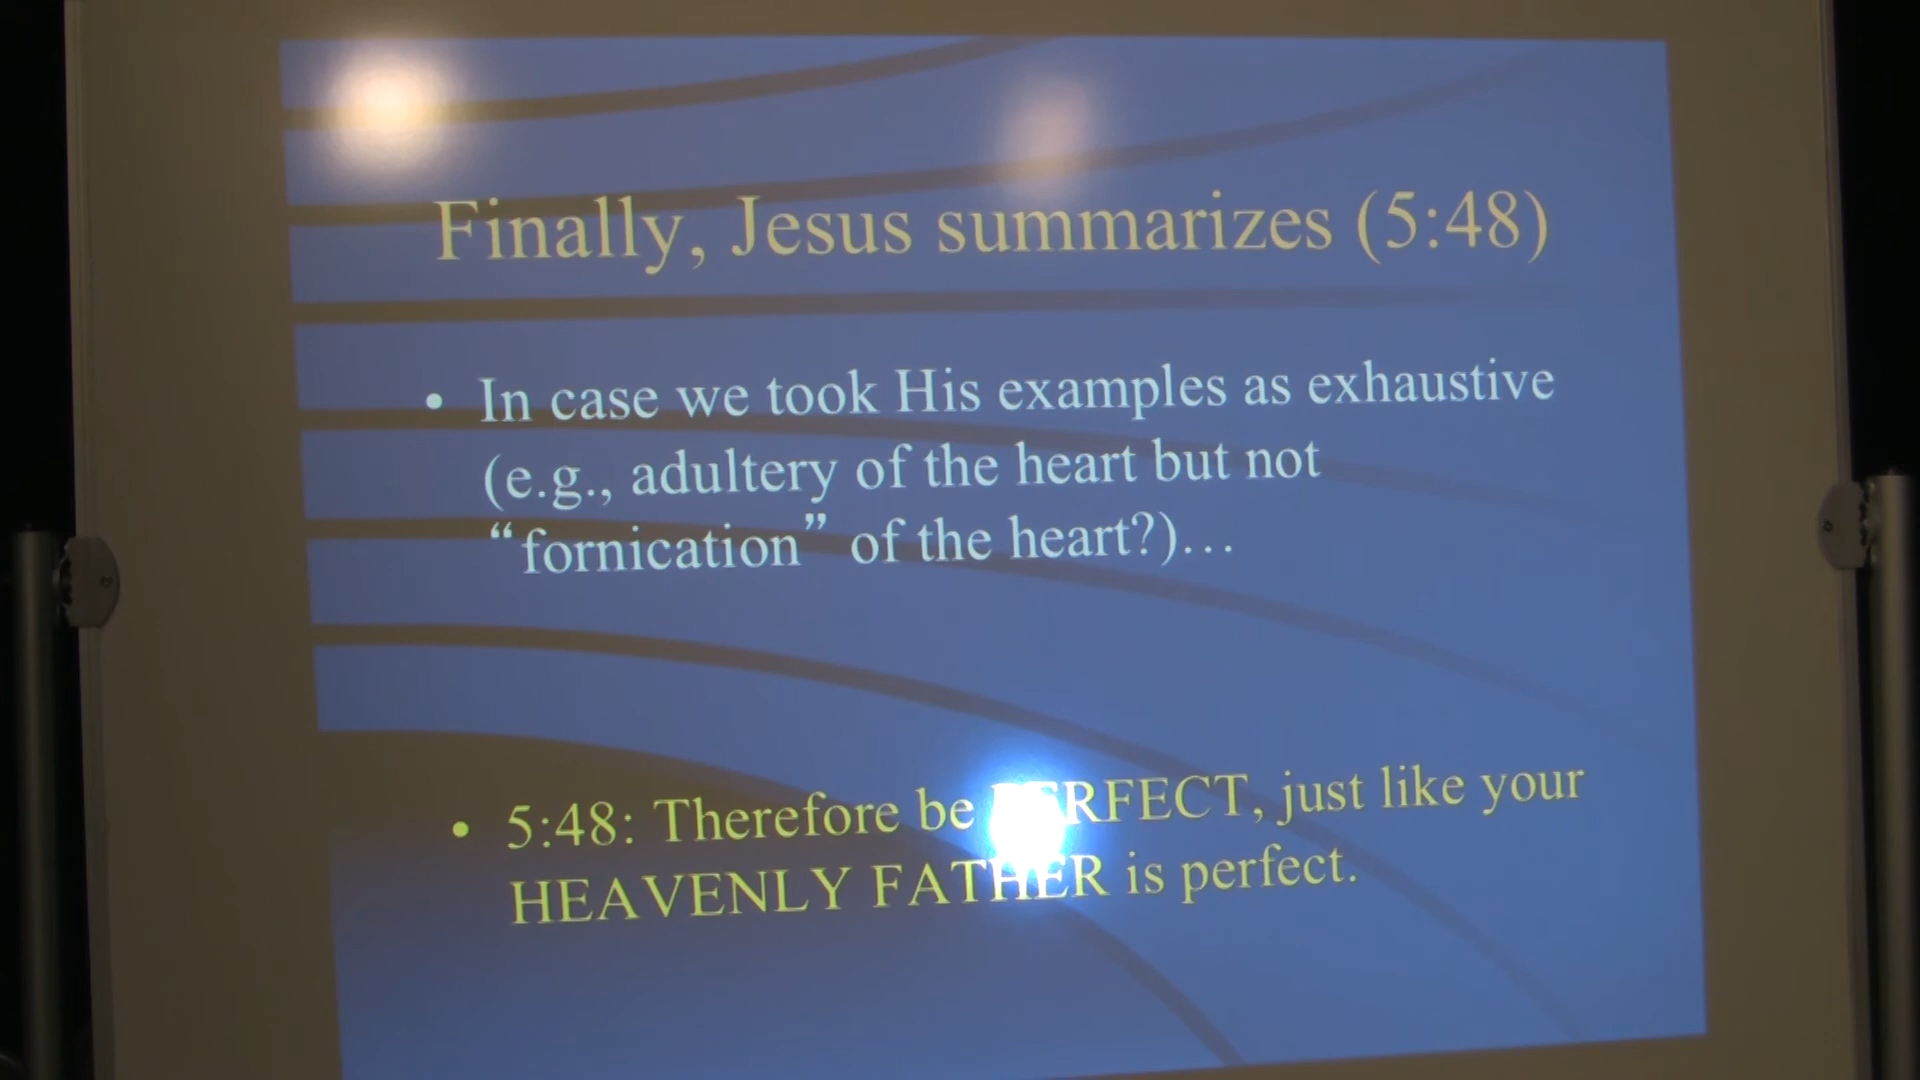 Finally, Jesus summarizes (5:48)
• In case we took His examples as exhaustive
(e.g., adultery of the heart but not
“fornication” of the heart?)…
• 5:48: Therefore be PERFECT, just like your
HEAVENLY FATHER is perfect.